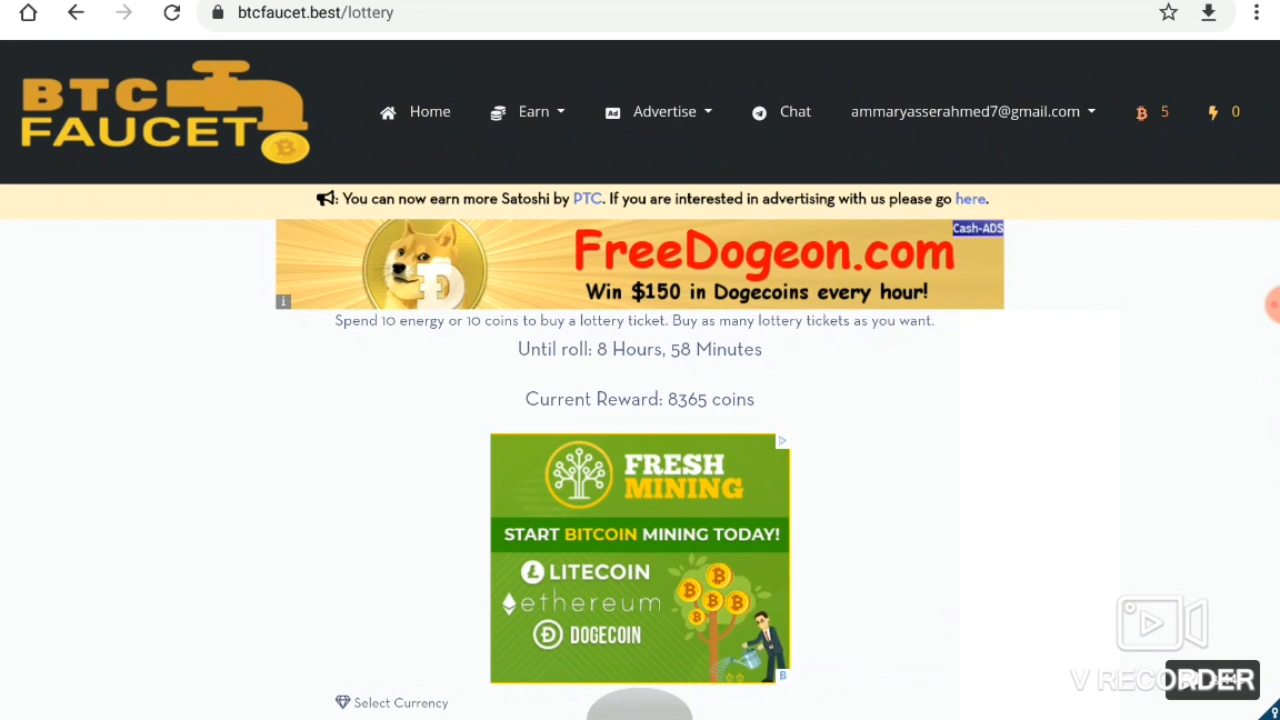 btcfaucet.best/lottery
BTC
FAUCET
Home
Earn
Ad
Advertise
Chat
ammaryasserahmed7@gmail.com
5
0
: You can now earn more Satoshi by PTC. If you are interested in advertising with us please go here.
Cash-ADS
FreeDogeon.com
Win $150 in Dogecoins every hour!
Spend 10 energy or 10 coins to buy a lottery ticket. Buy as many lottery tickets as you want.
Until roll: 8 Hours, 58 Minutes
Current Reward: 8365 coins
FRESH
MINING
START BITCOIN MINING TODAY!
LITECOIN
ethereum
DOGECOIN
Select Currency
V RECORDER